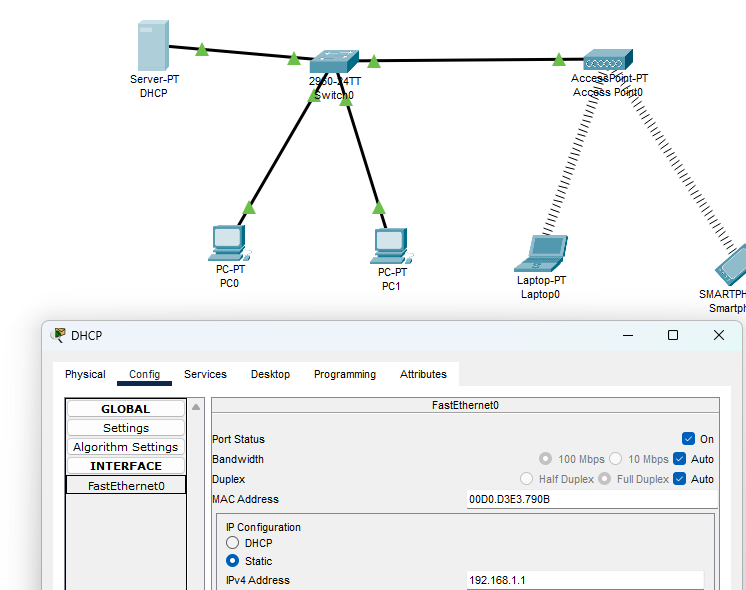 Server-PT
DHCP
2960-24TT
Switch0
AccessPoint-PT
Access Point0
PC-PT
PC0
PC-PT
PC1
Laptop-PT
Laptop0
SMARTPH
Smartph
DHCP
Physical Config Services Desktop Programming Attributes
GLOBAL
Settings
Algorithm Settings
INTERFACE
FastEthernet0
FastEthernet0
Port Status On
Bandwidth 100 Mbps 10 Mbps Auto
Duplex Half Duplex Full Duplex Auto
MAC Address 00D0.D3E3.790B
IP Configuration
DHCP
Static
IPv4 Address 192.168.1.1